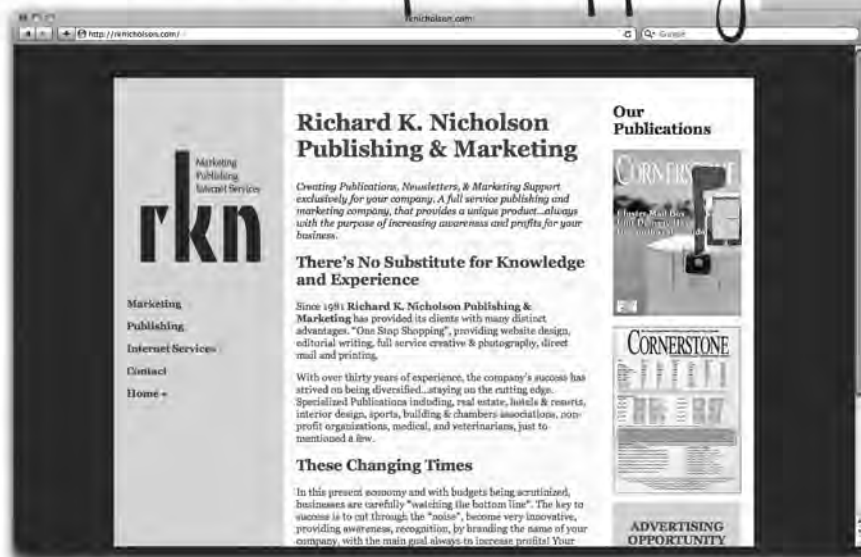 rknicholson.com
http://rknicholson.com/
Google
Marketing
Publishing
Internet Services
rkn
Marketing
Publishing
Internet Services
Contact
Home »
Richard K. Nicholson
Publishing & Marketing
Creating Publications, Newsletters, & Marketing Support
exclusively for your company. A full service publishing and
marketing company, that provides a unique product...always
with the purpose of increasing awareness and profits for your
business.
There's No Substitute for Knowledge
and Experience
Since 1981 Richard K. Nicholson Publishing &
Marketing has provided its clients with many distinct
advantages. "One Stop Shopping", providing website design,
editorial writing, full service creative & photography, direct
mail and printing.
With over thirty years of experience, the company's success has
strived on being diversified...staying on the cutting edge.
Specialized Publications including, real estate, hotels & resorts,
interior design, sports, building & chambers associations, non-
profit organizations, medical, and veterinarians, just to
mentioned a few.
These Changing Times
In this present economy and with budgets being scrutinized,
businesses are carefully "watching the bottom line". The key to
success is to cut through the "noise", become very innovative,
providing awareness, recognition, by branding the name of your
company, with the main goal always to increase profits! Your
Our
Publications
CORNERSTONE
Cluster Mail Box
CORNERSTONE
ADVERTISING
OPPORTUNITY